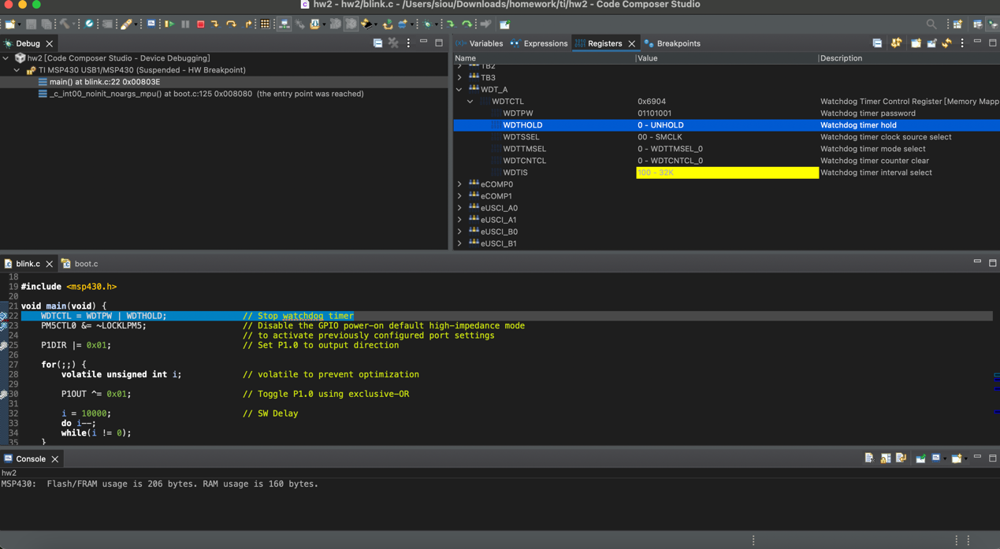 hw2 - hw2/blink.c - /Users/siou/Downloads/homework/ti/hw2 - Code Composer Studio
Debug
hw2 [Code Composer Studio - Device Debugging]
TI MSP430 USB1/MSP430 (Suspended - HW Breakpoint)
main() at blink.c:22 0x00803E
_c_int00_noinit_noargs_mpu() at boot.c:125 0x008080  (the entry point was reached)
Variables Expressions Registers Breakpoints
Name Value Description
TB2
TB3
WDT_A
WDTCTL 0x6904 Watchdog Timer Control Register [Memory Mapp
WDTPW 01101001 Watchdog timer password
WDTHOLD 0 - UNHOLD Watchdog timer hold
WDTSSEL 00 - SMCLK Watchdog timer clock source select
WDTTMSEL 0 - WDTTMSEL_0 Watchdog timer mode select
WDTCNTCL 0 - WDTCNTCL_0 Watchdog timer counter clear
WDTIS 100 - 32K Watchdog timer interval select
eCOMP0
eCOMP1
eUSCI_A0
eUSCI_A1
eUSCI_B0
eUSCI_B1
blink.c boot.c
18
19 #include <msp430.h>
20
21 void main(void) {
22     WDTCTL = WDTPW | WDTHOLD;               // Stop watchdog timer
23     PM5CTL0 &= ~LOCKLPM5;                   // Disable the GPIO power-on default high-impedance mode
24                                             // to activate previously configured port settings
25     P1DIR |= 0x01;                          // Set P1.0 to output direction
26
27     for(;;) {
28         volatile unsigned int i;            // volatile to prevent optimization
29
30         P1OUT ^= 0x01;                      // Toggle P1.0 using exclusive-OR
31
32         i = 10000;                          // SW Delay
33         do i--;
34         while(i != 0);
35     }
Console
hw2
MSP430:  Flash/FRAM usage is 206 bytes. RAM usage is 160 bytes.